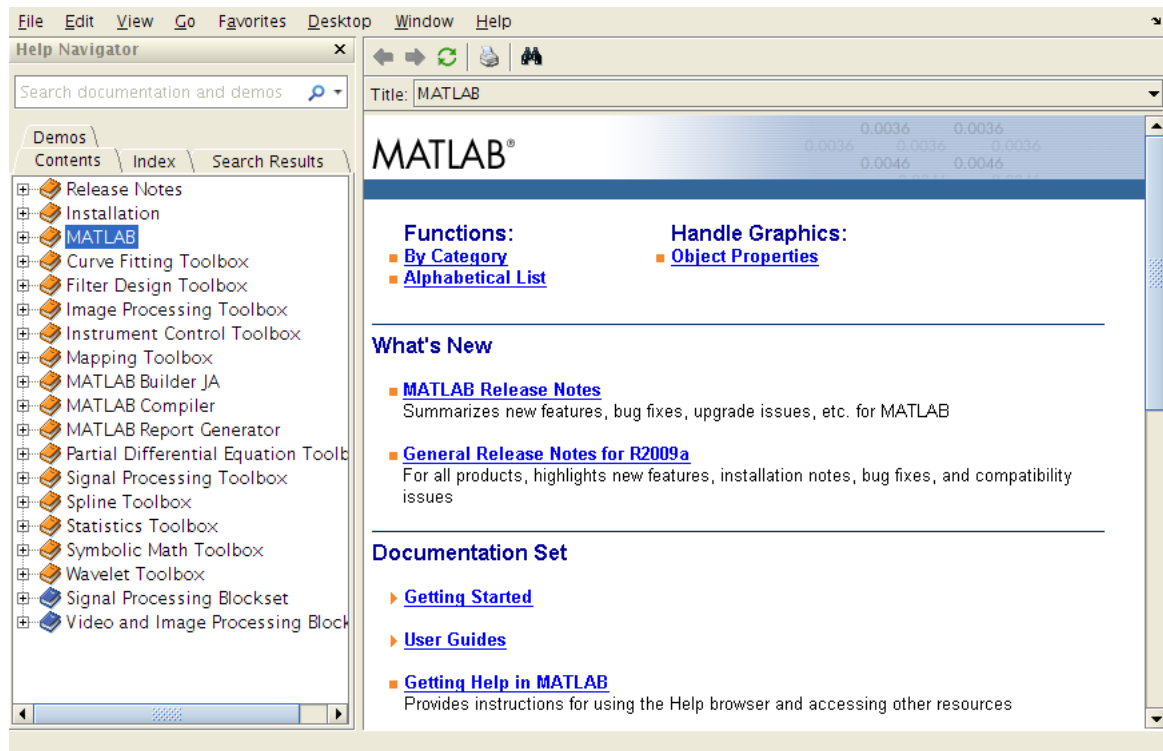 File Edit View Go Favorites Desktop Window Help
Help Navigator
Search documentation and demos
Demos
Contents Index Search Results
Release Notes
Installation
MATLAB
Curve Fitting Toolbox
Filter Design Toolbox
Image Processing Toolbox
Instrument Control Toolbox
Mapping Toolbox
MATLAB Builder JA
MATLAB Compiler
MATLAB Report Generator
Partial Differential Equation Toolb
Signal Processing Toolbox
Spline Toolbox
Statistics Toolbox
Symbolic Math Toolbox
Wavelet Toolbox
Signal Processing Blockset
Video and Image Processing Block
Title: MATLAB
MATLAB®
0.0036 0.0036
0.0036 0.0036 0.0036
0.0046 0.0046
Functions:
By Category
Alphabetical List
Handle Graphics:
Object Properties
What's New
MATLAB Release Notes
Summarizes new features, bug fixes, upgrade issues, etc. for MATLAB
General Release Notes for R2009a
For all products, highlights new features, installation notes, bug fixes, and compatibility
issues
Documentation Set
Getting Started
User Guides
Getting Help in MATLAB
Provides instructions for using the Help browser and accessing other resources